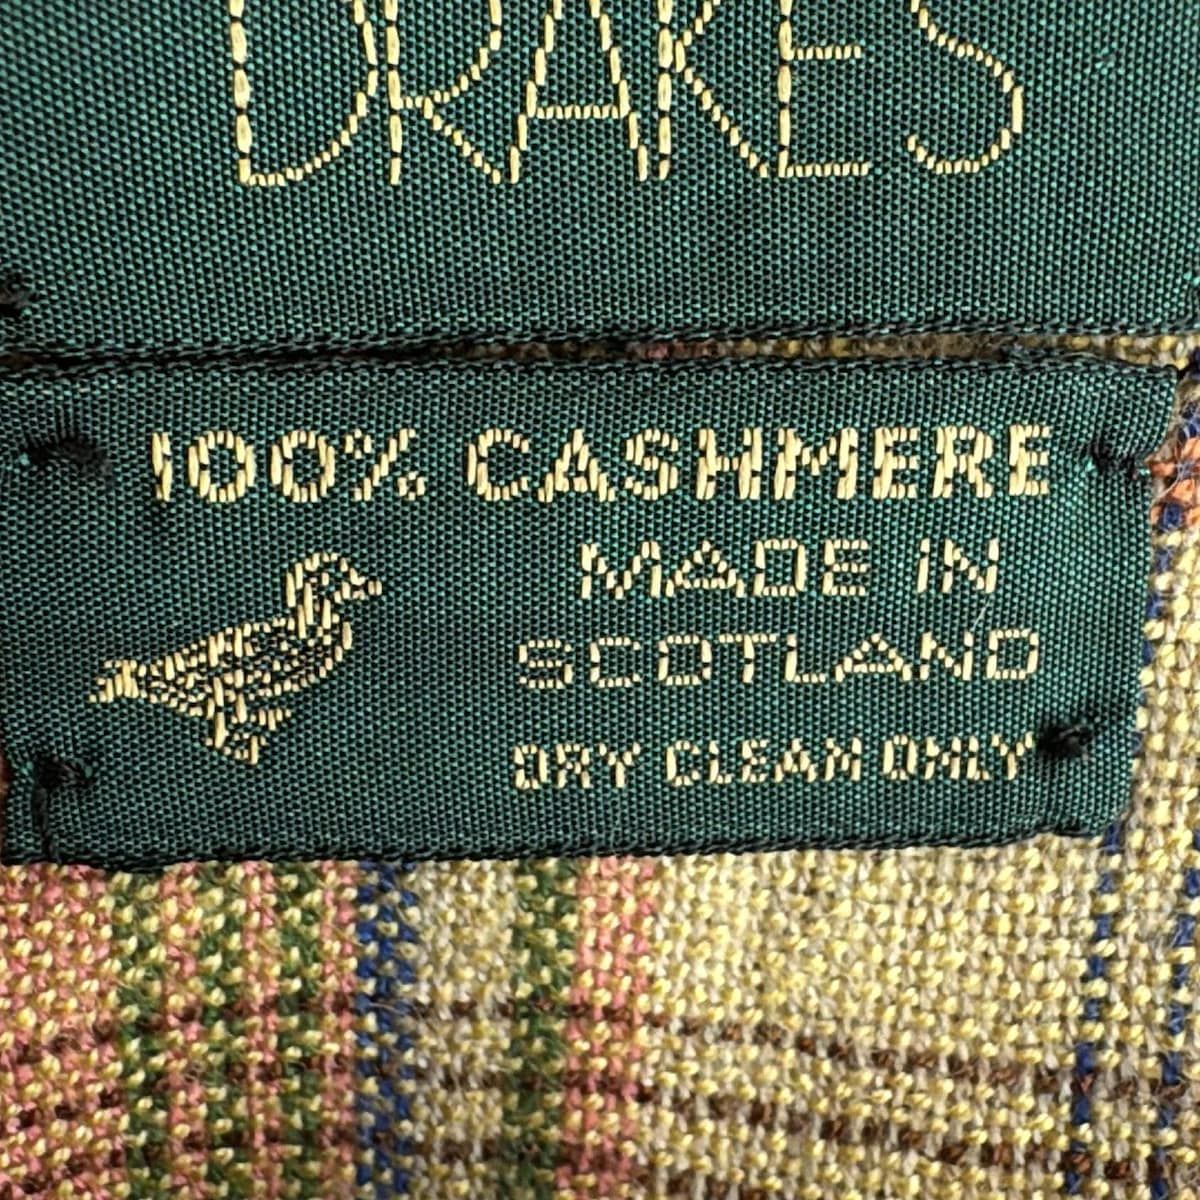 DRAKES
100% CASHMERE
MADE IN
SCOTLAND
DRY CLEAN ONLY